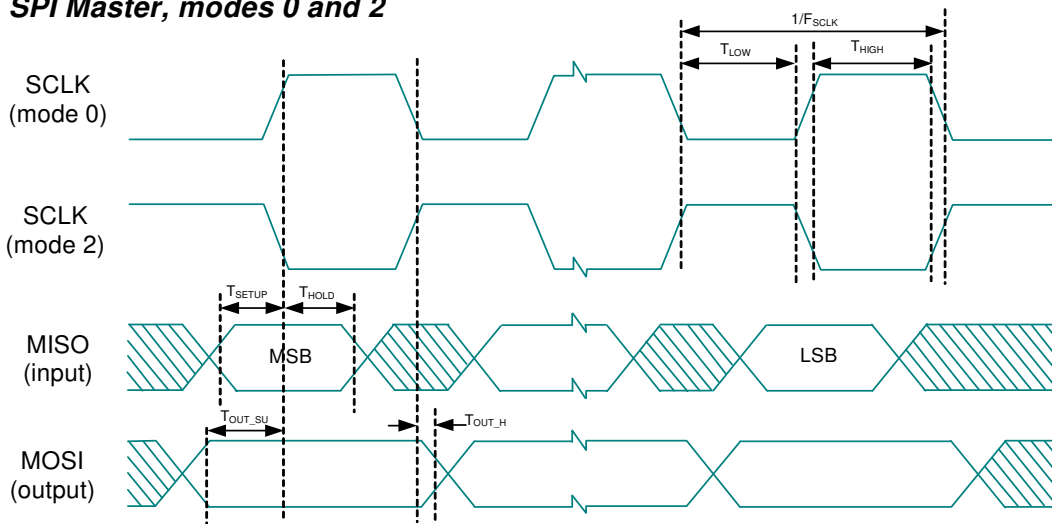 SPI Master, modes 0 and 2
1/FSCLK
TLOW THIGH
SCLK
(mode 0)
SCLK
(mode 2)
TSETUP THOLD
MISO
(input)
MSB
LSB
TOUT_SU
TOUT_H
MOSI
(output)